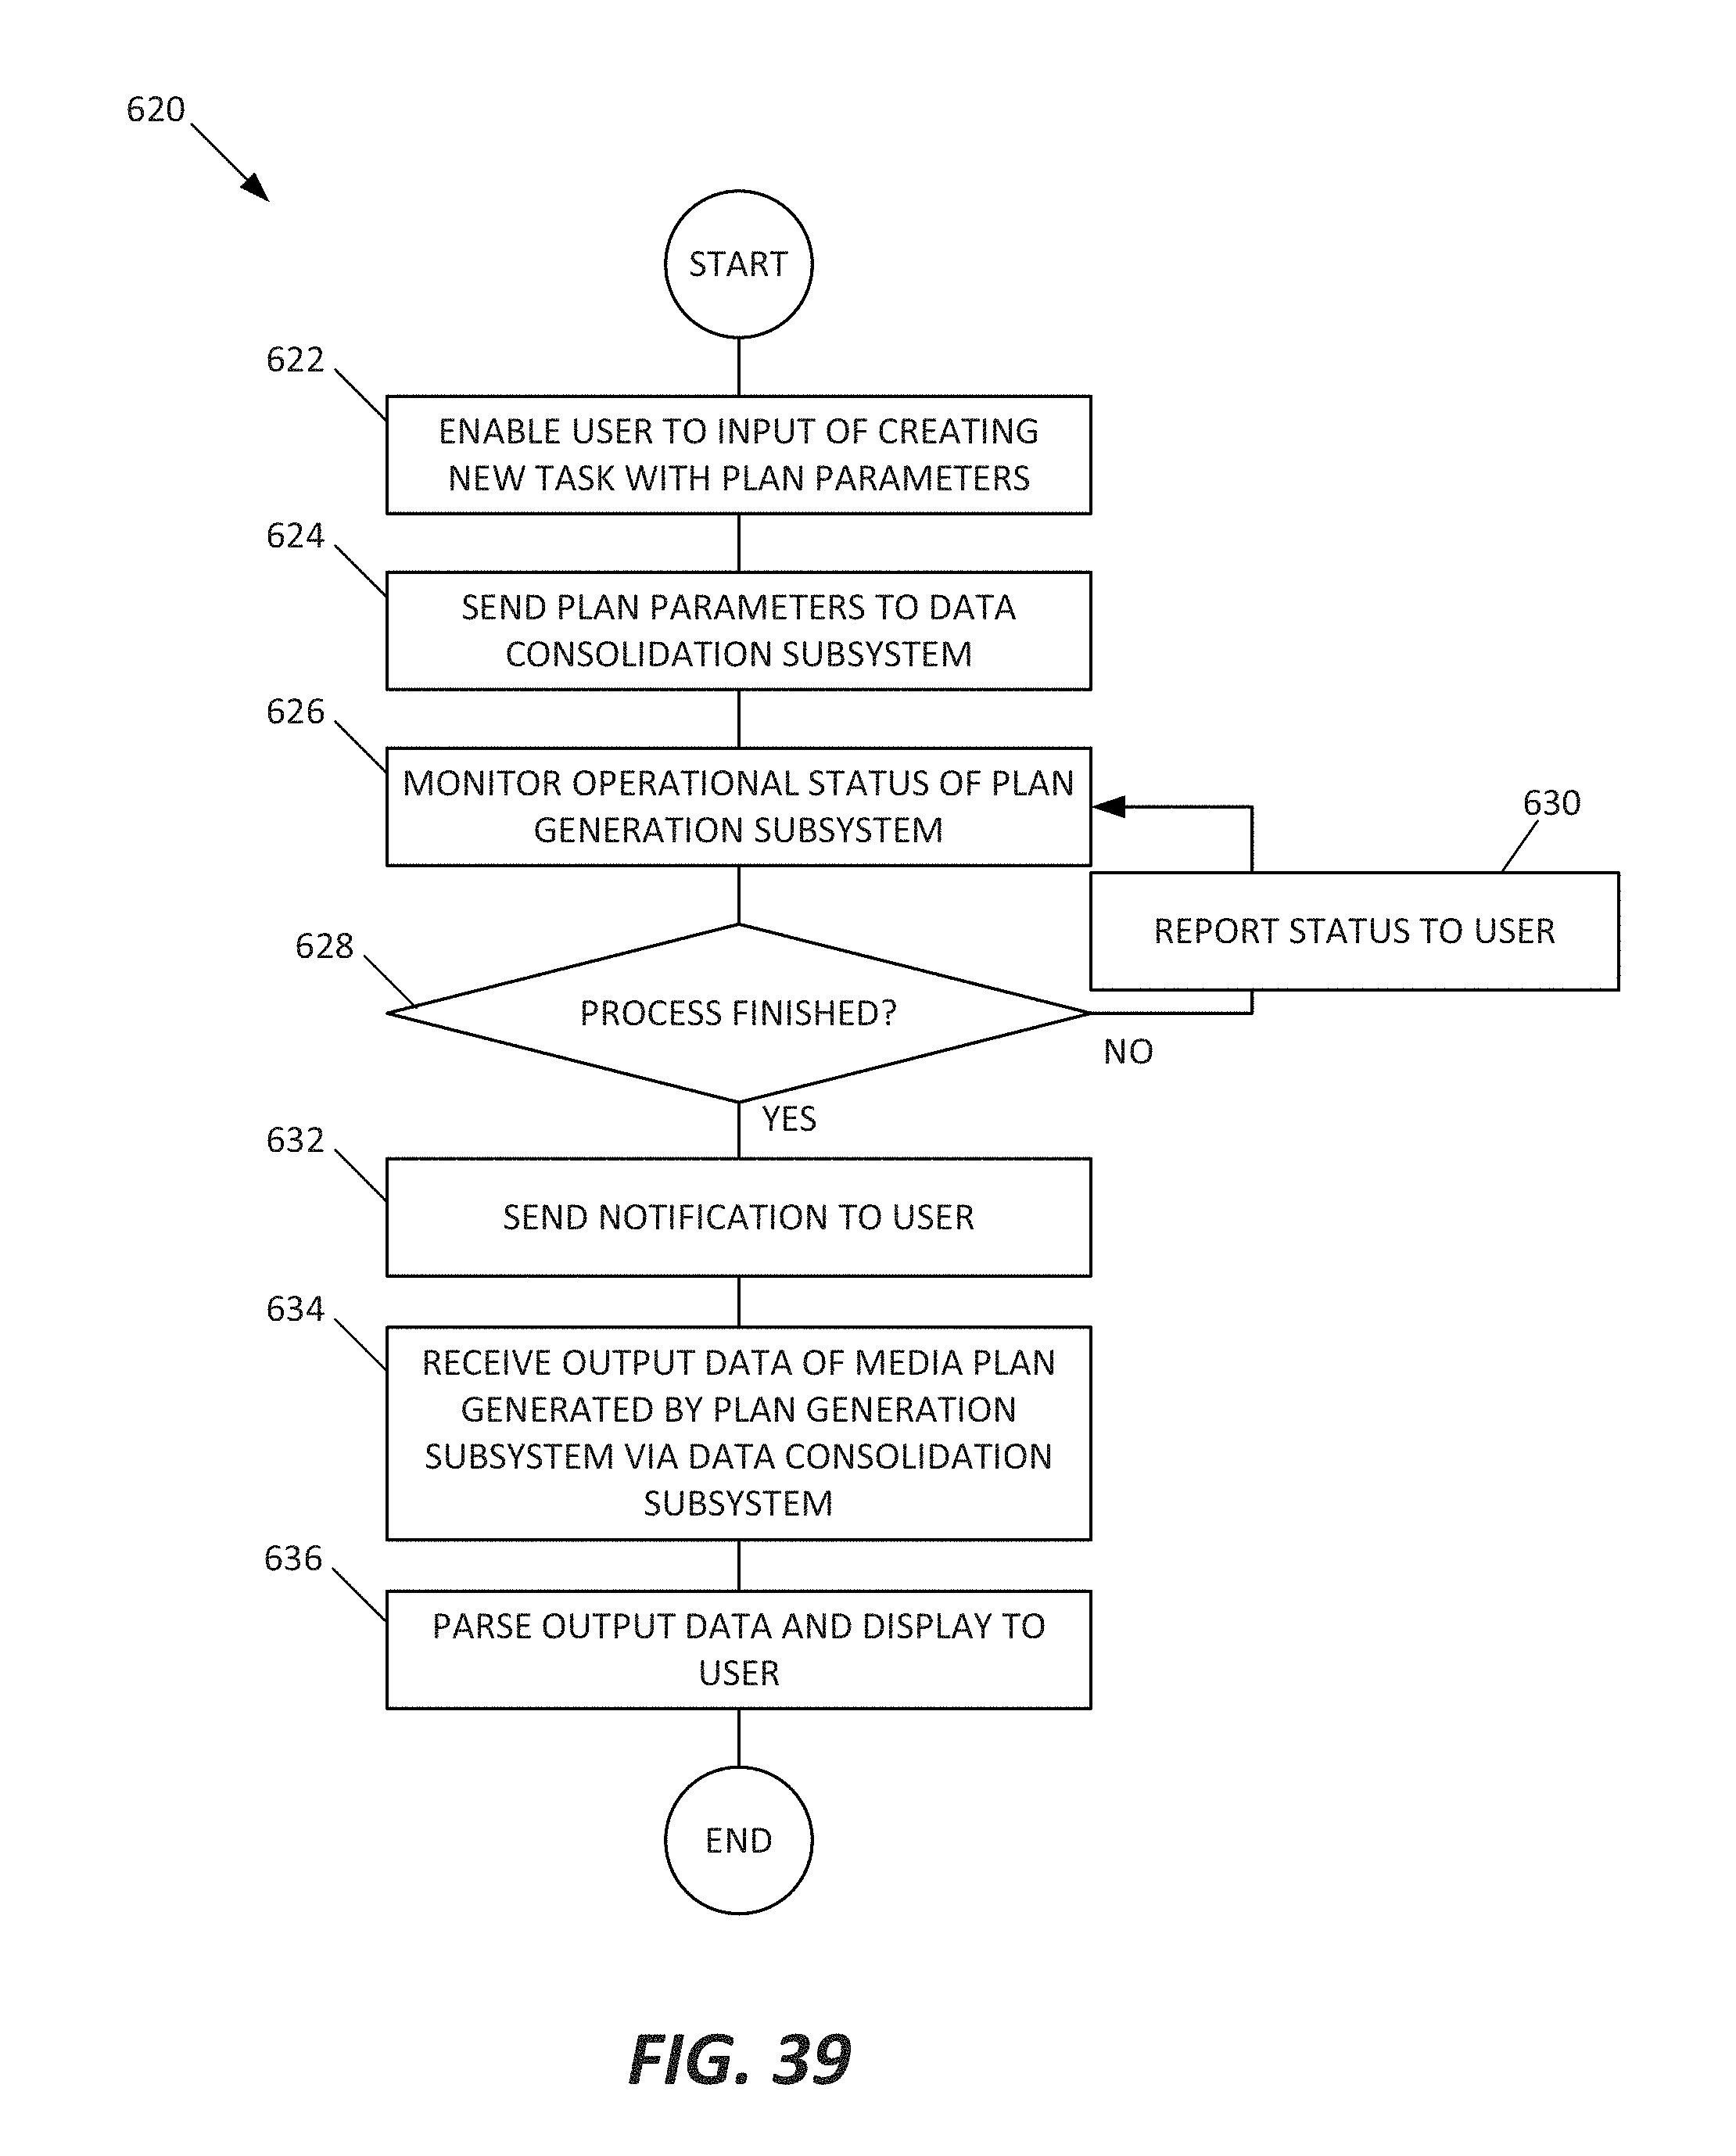 620
START
622
ENABLE USER TO INPUT OF CREATING
NEW TASK WITH PLAN PARAMETERS
624
SEND PLAN PARAMETERS TO DATA
CONSOLIDATION SUBSYSTEM
626
MONITOR OPERATIONAL STATUS OF PLAN
GENERATION SUBSYSTEM
630
REPORT STATUS TO USER
628
PROCESS FINISHED?
NO
YES
632
SEND NOTIFICATION TO USER
634
RECEIVE OUTPUT DATA OF MEDIA PLAN
GENERATED BY PLAN GENERATION
SUBSYSTEM VIA DATA CONSOLIDATION
SUBSYSTEM
636
PARSE OUTPUT DATA AND DISPLAY TO
USER
END
FIG. 39